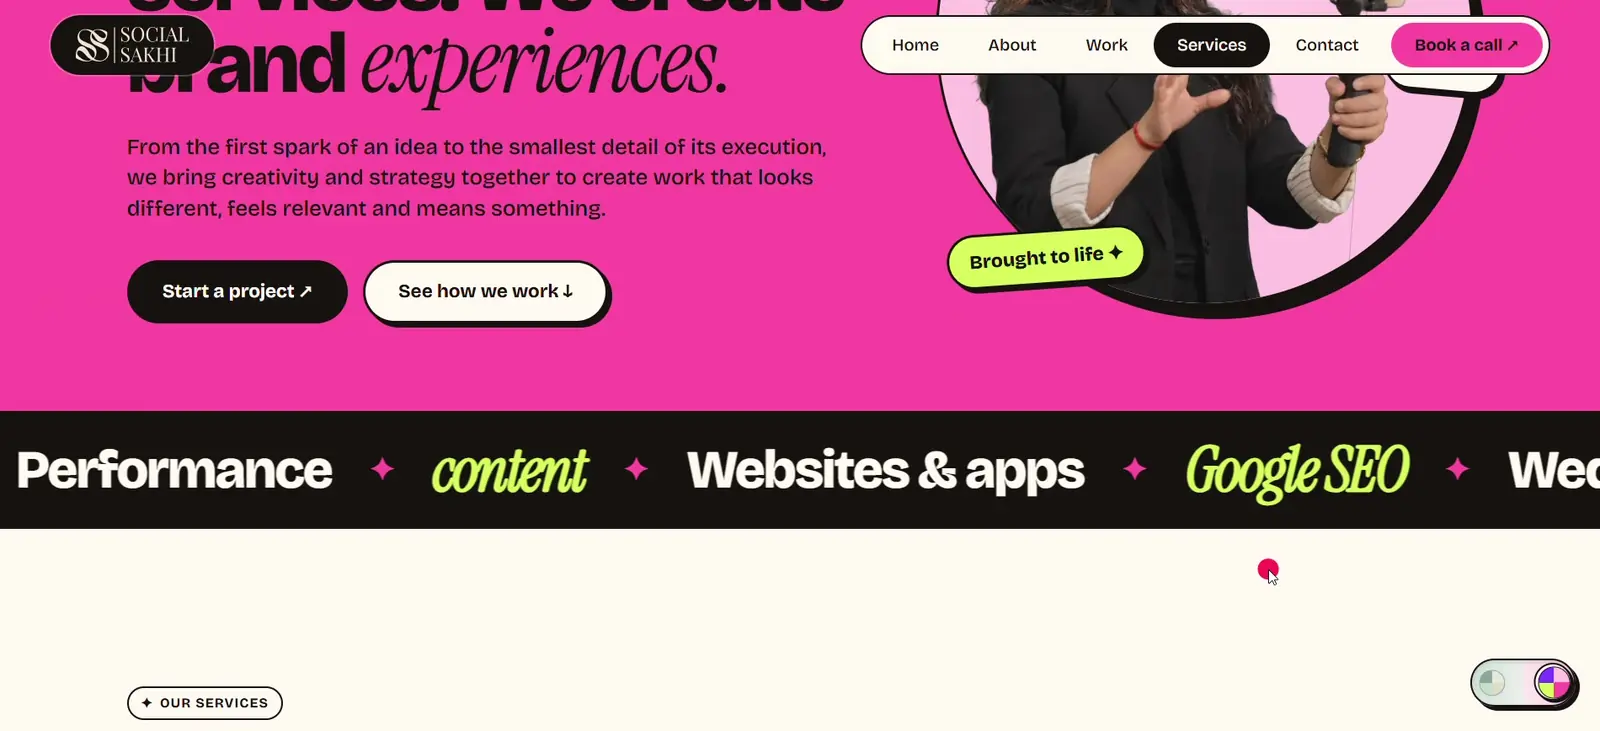 services. We create
SOCIAL
SAKHI
Home About Work Services Contact Book a call ↗
brand experiences.
From the first spark of an idea to the smallest detail of its execution,
we bring creativity and strategy together to create work that looks
different, feels relevant and means something.
Brought to life ✦
Start a project ↗ See how we work ↓
Performance ✦ content ✦ Websites & apps ✦ Google SEO ✦
✦ OUR SERVICES